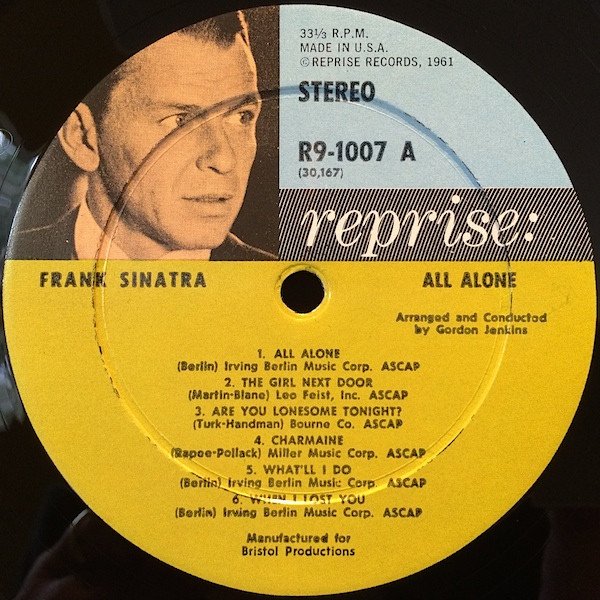 33⅓ R.P.M.
MADE IN U.S.A.
©REPRISE RECORDS, 1961
STEREO
R9-1007 A
(30,167)
reprise:
FRANK SINATRA
ALL ALONE
Arranged and Conducted
by Gordon Jenkins
1. ALL ALONE
(Berlin) Irving Berlin Music Corp. ASCAP
2. THE GIRL NEXT DOOR
(Martin-Blane) Leo Feist, Inc. ASCAP
3. ARE YOU LONESOME TONIGHT?
(Turk-Handman) Bourne Co. ASCAP
4. CHARMAINE
(Rapee-Pollack) Miller Music Corp. ASCAP
5. WHAT'LL I DO
(Berlin) Irving Berlin Music Corp. ASCAP
6. WHEN I LOST YOU
(Berlin) Irving Berlin Music Corp. ASCAP
Manufactured for
Bristol Productions